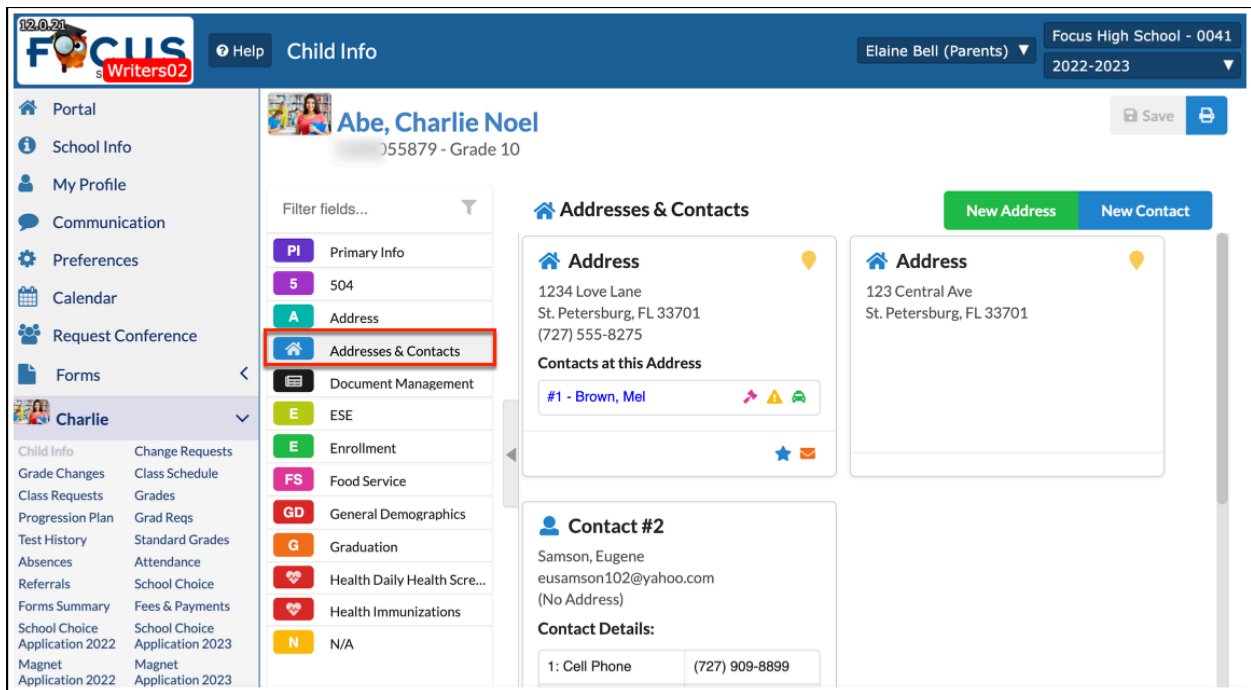 12.0.21
FOCUS
Writers02
Help
Child Info
Elaine Bell (Parents) ▼
Focus High School - 0041
2022-2023 ▼
Portal
School Info
My Profile
Communication
Preferences
Calendar
Request Conference
Forms
Charlie
Child Info
Change Requests
Grade Changes
Class Schedule
Class Requests
Grades
Progression Plan
Grad Reqs
Test History
Standard Grades
Absences
Attendance
Referrals
School Choice
Forms Summary
Fees & Payments
School Choice
Application 2022
School Choice
Application 2023
Magnet
Application 2022
Magnet
Application 2023
Abe, Charlie Noel
055879 - Grade 10
Save
Filter fields...
PI Primary Info
5 504
A Address
Addresses & Contacts
Document Management
E ESE
E Enrollment
FS Food Service
GD General Demographics
G Graduation
Health Daily Health Scre...
Health Immunizations
N N/A
Addresses & Contacts
New Address
New Contact
Address
1234 Love Lane
St. Petersburg, FL 33701
(727) 555-8275
Contacts at this Address
#1 - Brown, Mel
Address
123 Central Ave
St. Petersburg, FL 33701
Contact #2
Samson, Eugene
eusamson102@yahoo.com
(No Address)
Contact Details:
1: Cell Phone (727) 909-8899